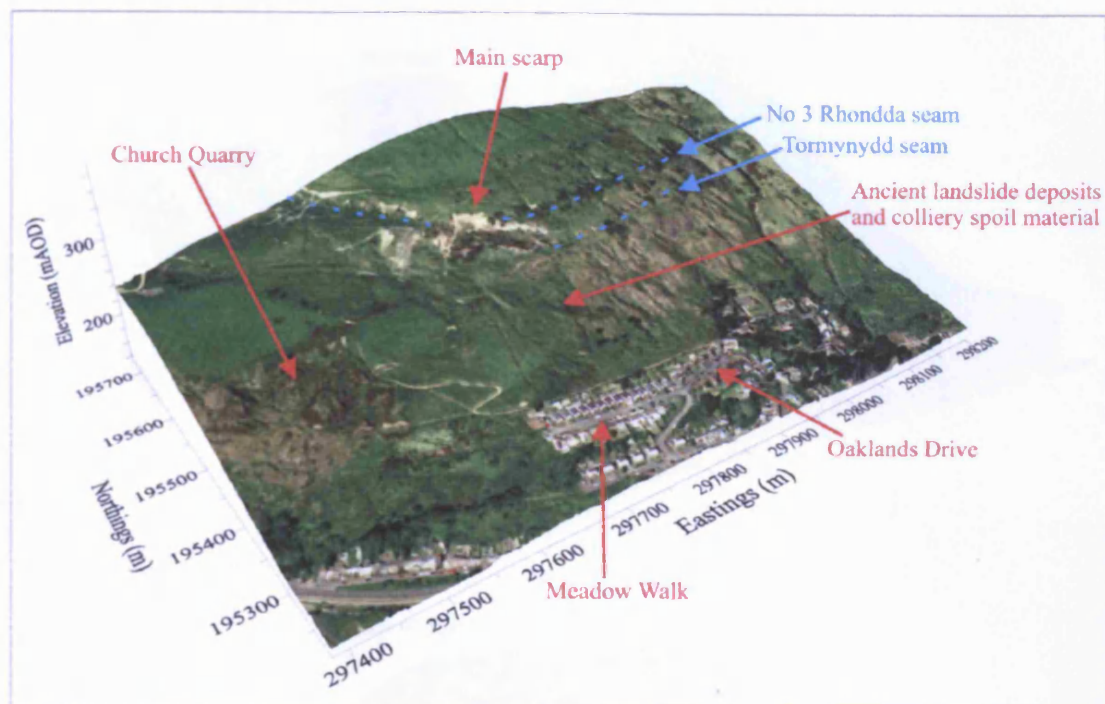 Main scarp
No 3 Rhondda seam
Tormynydd seam
Church Quarry
Ancient landslide deposits
and colliery spoil material
Elevation (mAOD)
300
200
195700
195600
195500
195400
195300
Northings (m)
298200
298100
298000
297900
297800
297700
297600
297500
297400
Eastings (m)
Oaklands Drive
Meadow Walk